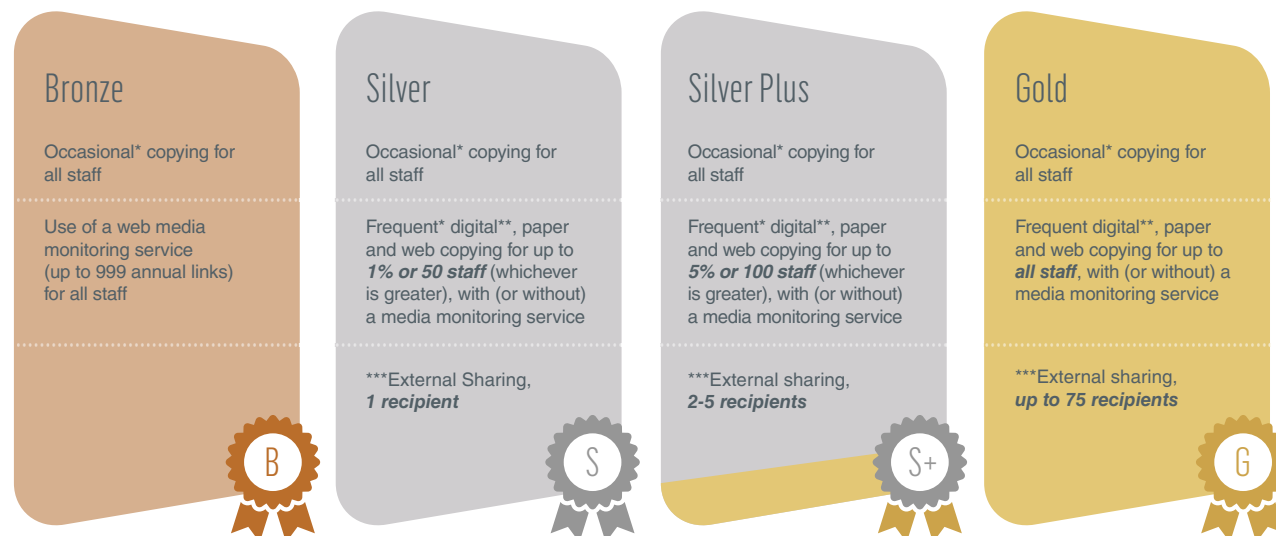 Bronze
Occasional* copying for
all staff
Use of a web media
monitoring service
(up to 999 annual links)
for all staff
B
Silver
Occasional* copying for
all staff
Frequent* digital**, paper
and web copying for up to
1% or 50 staff (whichever
is greater), with (or without)
a media monitoring service
***External Sharing,
1 recipient
S
Silver Plus
Occasional* copying for
all staff
Frequent* digital**, paper
and web copying for up to
5% or 100 staff (whichever
is greater), with (or without)
a media monitoring service
***External sharing,
2-5 recipients
S+
Gold
Occasional* copying for
all staff
Frequent digital**, paper
and web copying for up to
all staff, with (or without) a
media monitoring service
***External sharing,
up to 75 recipients
G